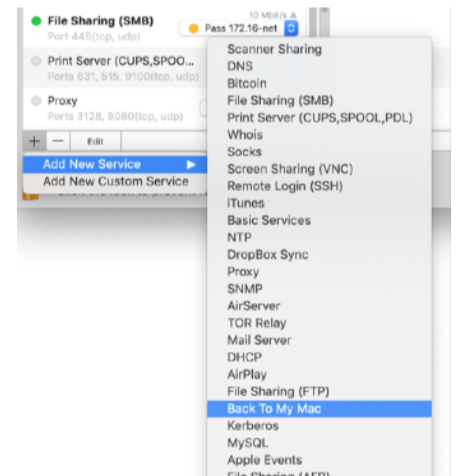 10 Mbit/s
File Sharing (SMB)
Pass 172.16-net
Port 445(tcp, udp)
Print Server (CUPS,SPOO...
Ports 631, 515, 9100(tcp, udp)
Proxy
Ports 3128, 8080(tcp, udp)
+ — Edit
Add New Service
Add New Custom Service
Scanner Sharing
DNS
Bitcoin
File Sharing (SMB)
Print Server (CUPS,SPOOL,PDL)
Whois
Socks
Screen Sharing (VNC)
Remote Login (SSH)
iTunes
Basic Services
NTP
DropBox Sync
Proxy
SNMP
AirServer
TOR Relay
Mail Server
DHCP
AirPlay
File Sharing (FTP)
Back To My Mac
Kerberos
MySQL
Apple Events
File Sharing (AFP)